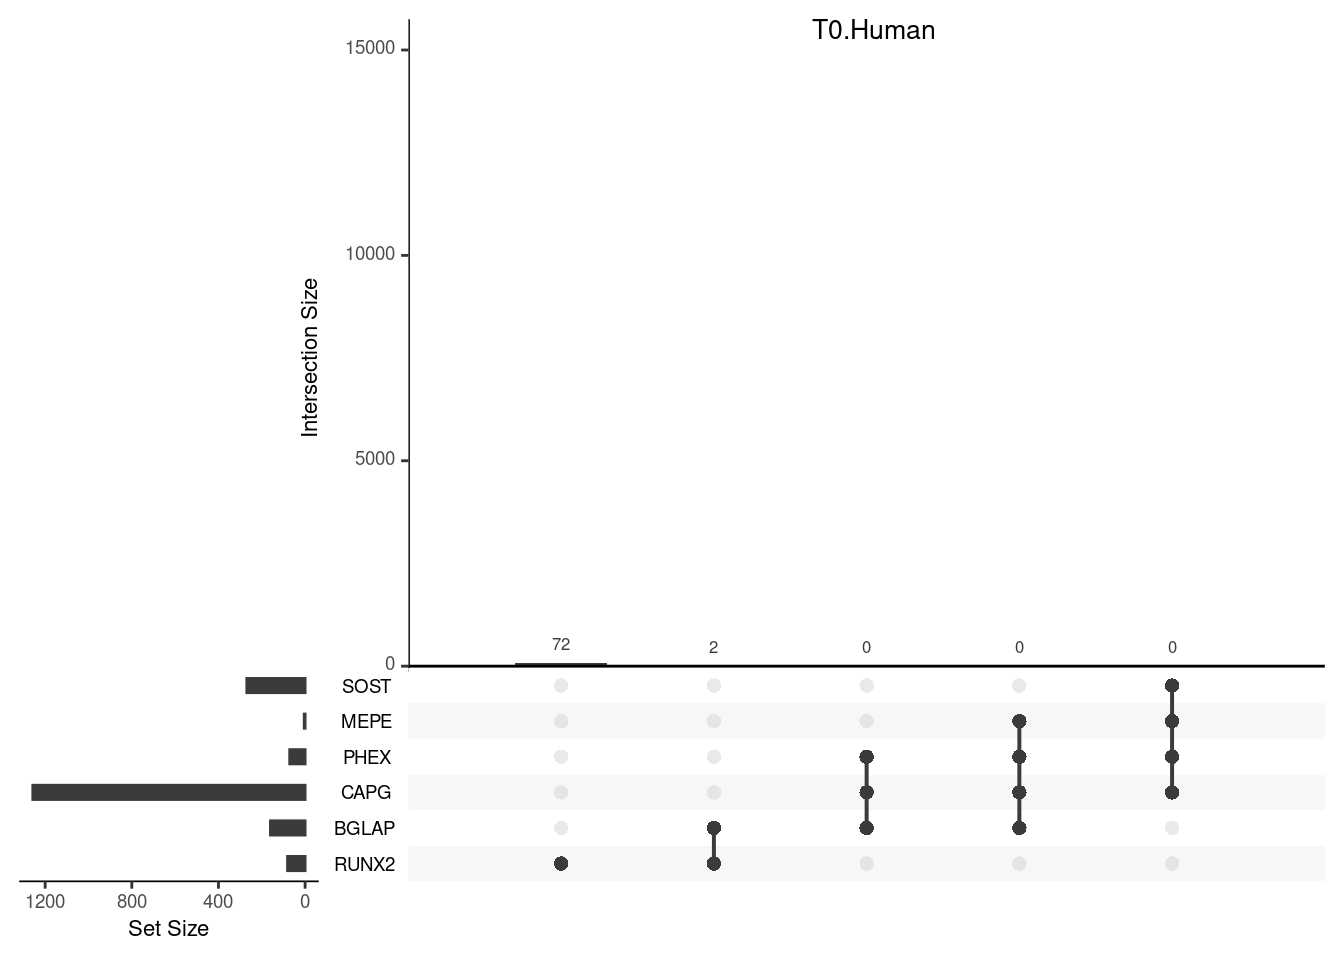 T0.Human
15000
10000
5000
0
Intersection Size
72 2 0 0 0
SOST
MEPE
PHEX
CAPG
BGLAP
RUNX2
1200 800 400 0
Set Size